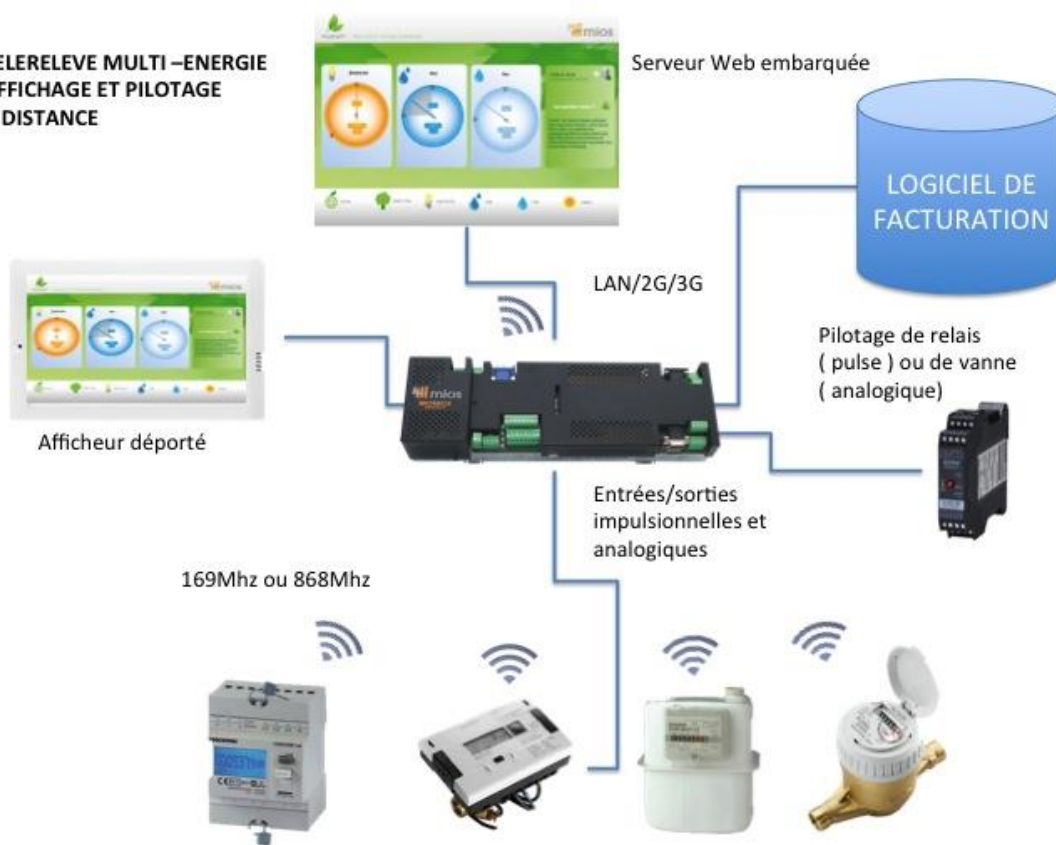 ELERELEVE MULTI –ENERGIE
FFICHAGE ET PILOTAGE
DISTANCE
mios
Serveur Web embarquée
LOGICIEL DE
FACTURATION
LAN/2G/3G
mios
Pilotage de relais
( pulse ) ou de vanne
( analogique)
mios
Afficheur déporté
Entrées/sorties
impulsionnelles et
analogiques
169Mhz ou 868Mhz